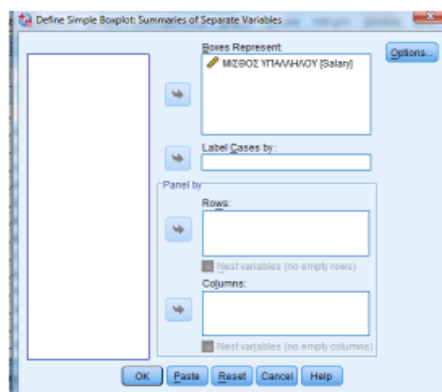 Define Simple Boxplot: Summaries of Separate Variables
Boxes Represent:
ΜΙΣΘΟΣ ΥΠΑΛΛΗΛΟΥ [Salary]
Options...
Label Cases by:
Panel by
Rows:
Nest variables (no empty rows)
Columns:
Nest variables (no empty columns)
OK Paste Reset Cancel Help